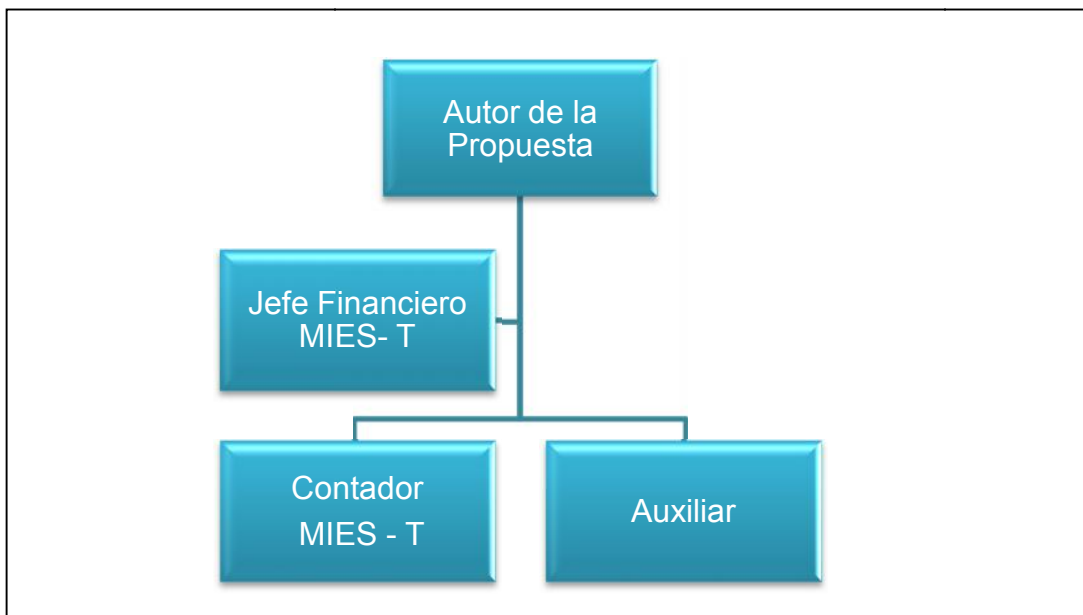 Autor de la
Propuesta
Jefe Financiero
MIES- T
Contador
MIES - T
Auxiliar